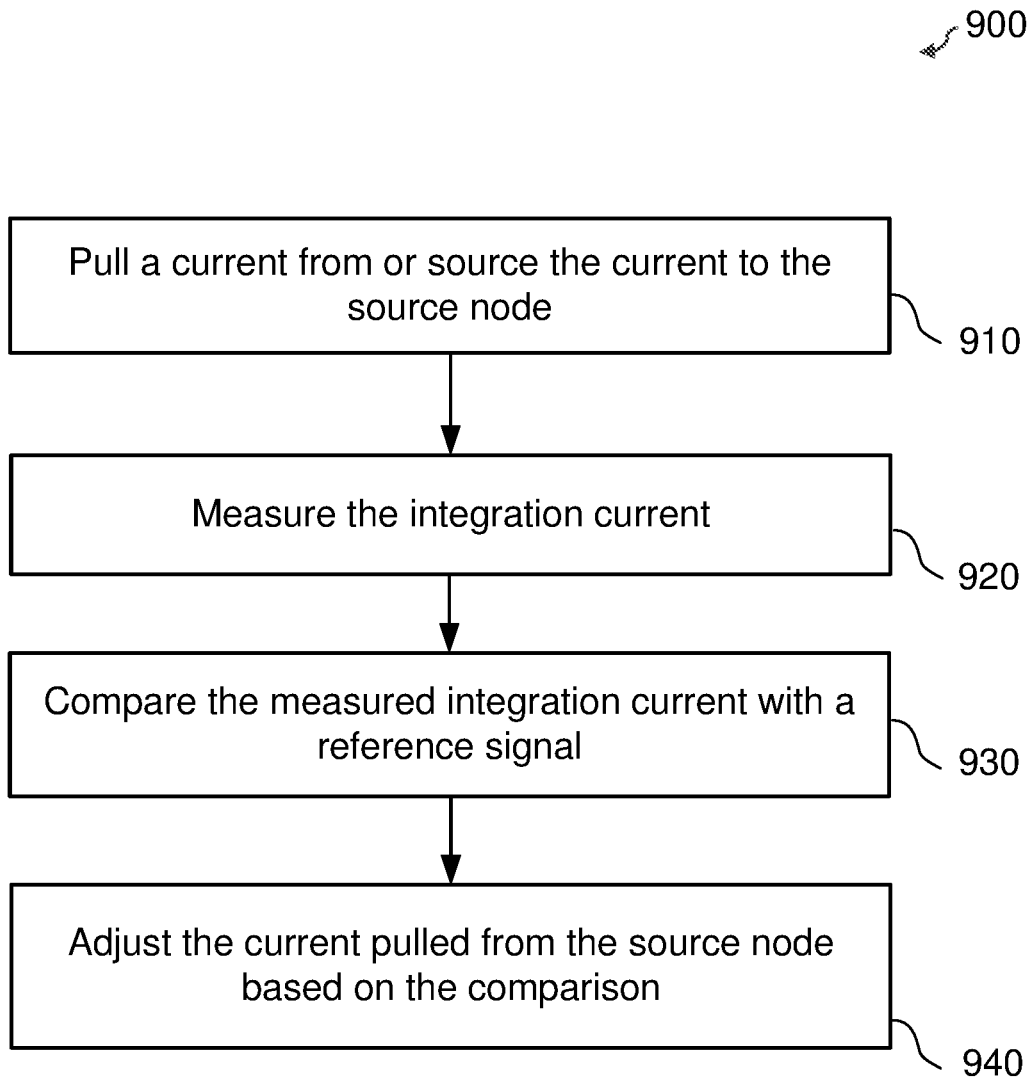 900
Pull a current from or source the current to the
source node
910
Measure the integration current
920
Compare the measured integration current with a
reference signal
930
Adjust the current pulled from the source node
based on the comparison
940